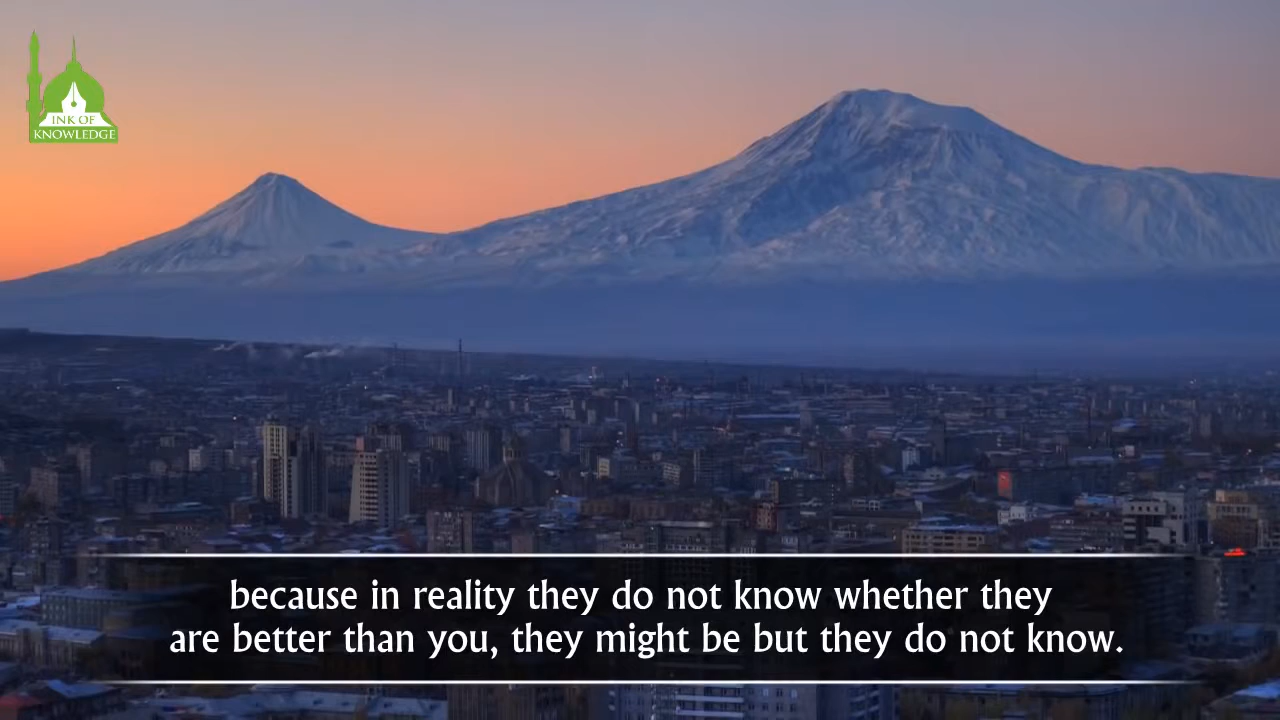 INK OF
KNOWLEDGE
because in reality they do not know whether they
are better than you, they might be but they do not know.